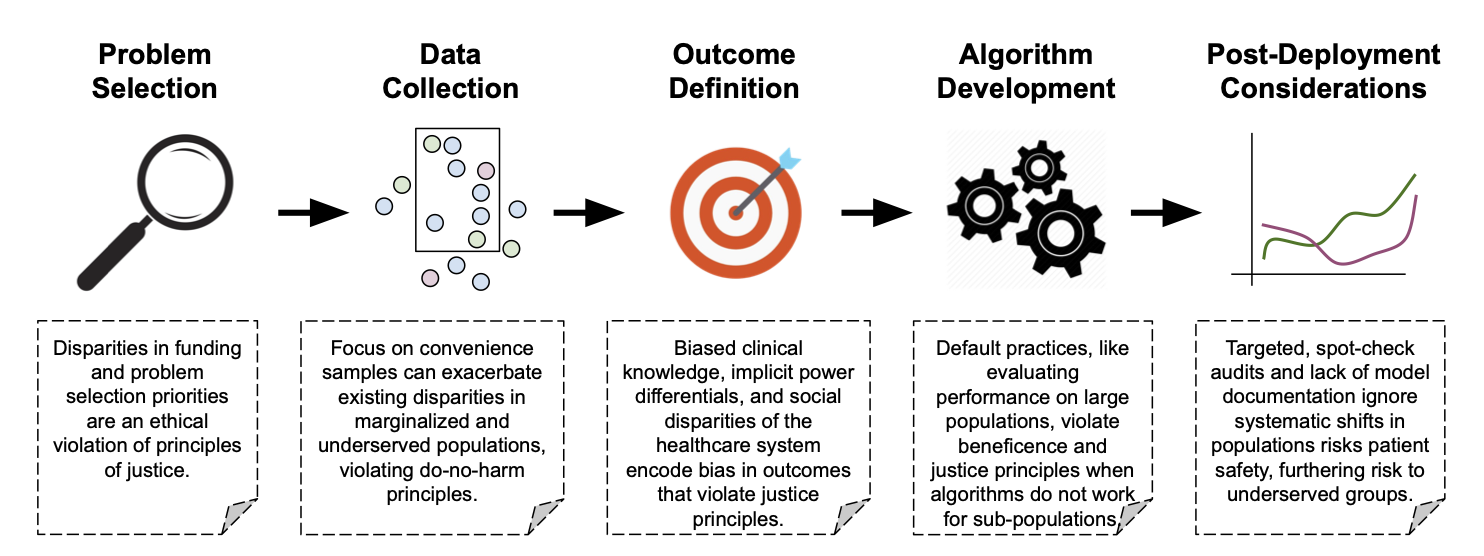 Problem
Selection
Data
Collection
Outcome
Definition
Algorithm
Development
Post-Deployment
Considerations
Disparities in funding
and problem
selection priorities
are an ethical
violation of principles
of justice.
Focus on convenience
samples can exacerbate
existing disparities in
marginalized and
underserved populations,
violating do-no-harm
principles.
Biased clinical
knowledge, implicit power
differentials, and social
disparities of the
healthcare system
encode bias in outcomes
that violate justice
principles.
Default practices, like
evaluating
performance on large
populations, violate
beneficence and
justice principles when
algorithms do not work
for sub-populations.
Targeted, spot-check
audits and lack of model
documentation ignore
systematic shifts in
populations risks patient
safety, furthering risk to
underserved groups.